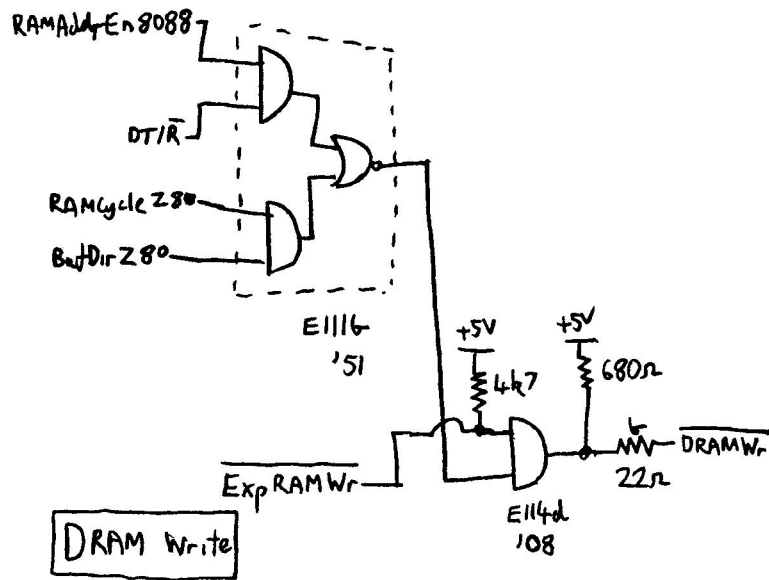 RAMAddrEn8088
DT/R̅
RAMCycleZ80
BufDirZ80
E111b
'51
+5V
+5V
4k7
680Ω
ExpRAMWr
DRAMWr
22Ω
E114d
'08
DRAM Write